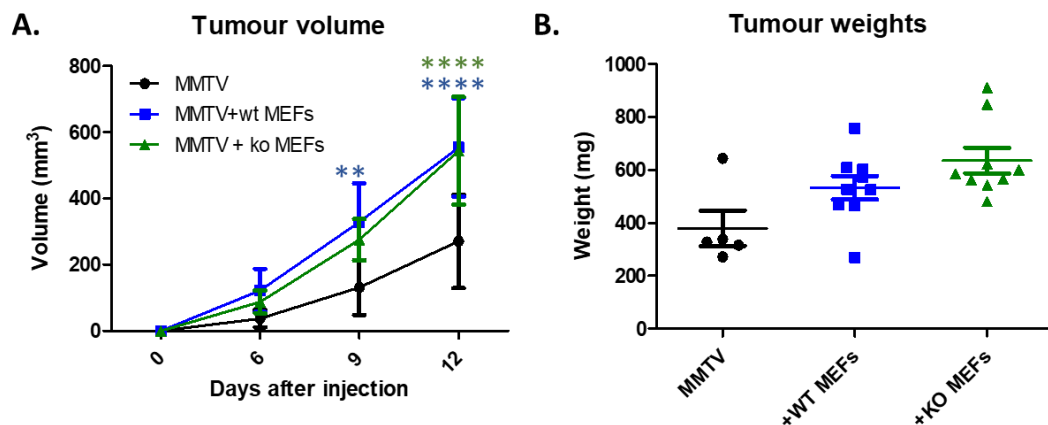 A.
Tumour volume
800
600
400
200
0
Volume (mm³)
MMTV
MMTV+wt MEFs
MMTV + ko MEFs
**
****
****
0
6
9
12
Days after injection
B.
Tumour weights
1000
800
600
400
200
0
Weight (mg)
MMTV
+WT MEFs
+KO MEFs